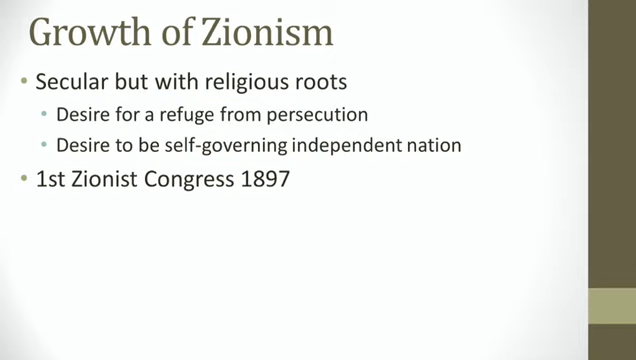 Growth of Zionism
• Secular but with religious roots
• Desire for a refuge from persecution
• Desire to be self-governing independent nation
• 1st Zionist Congress 1897